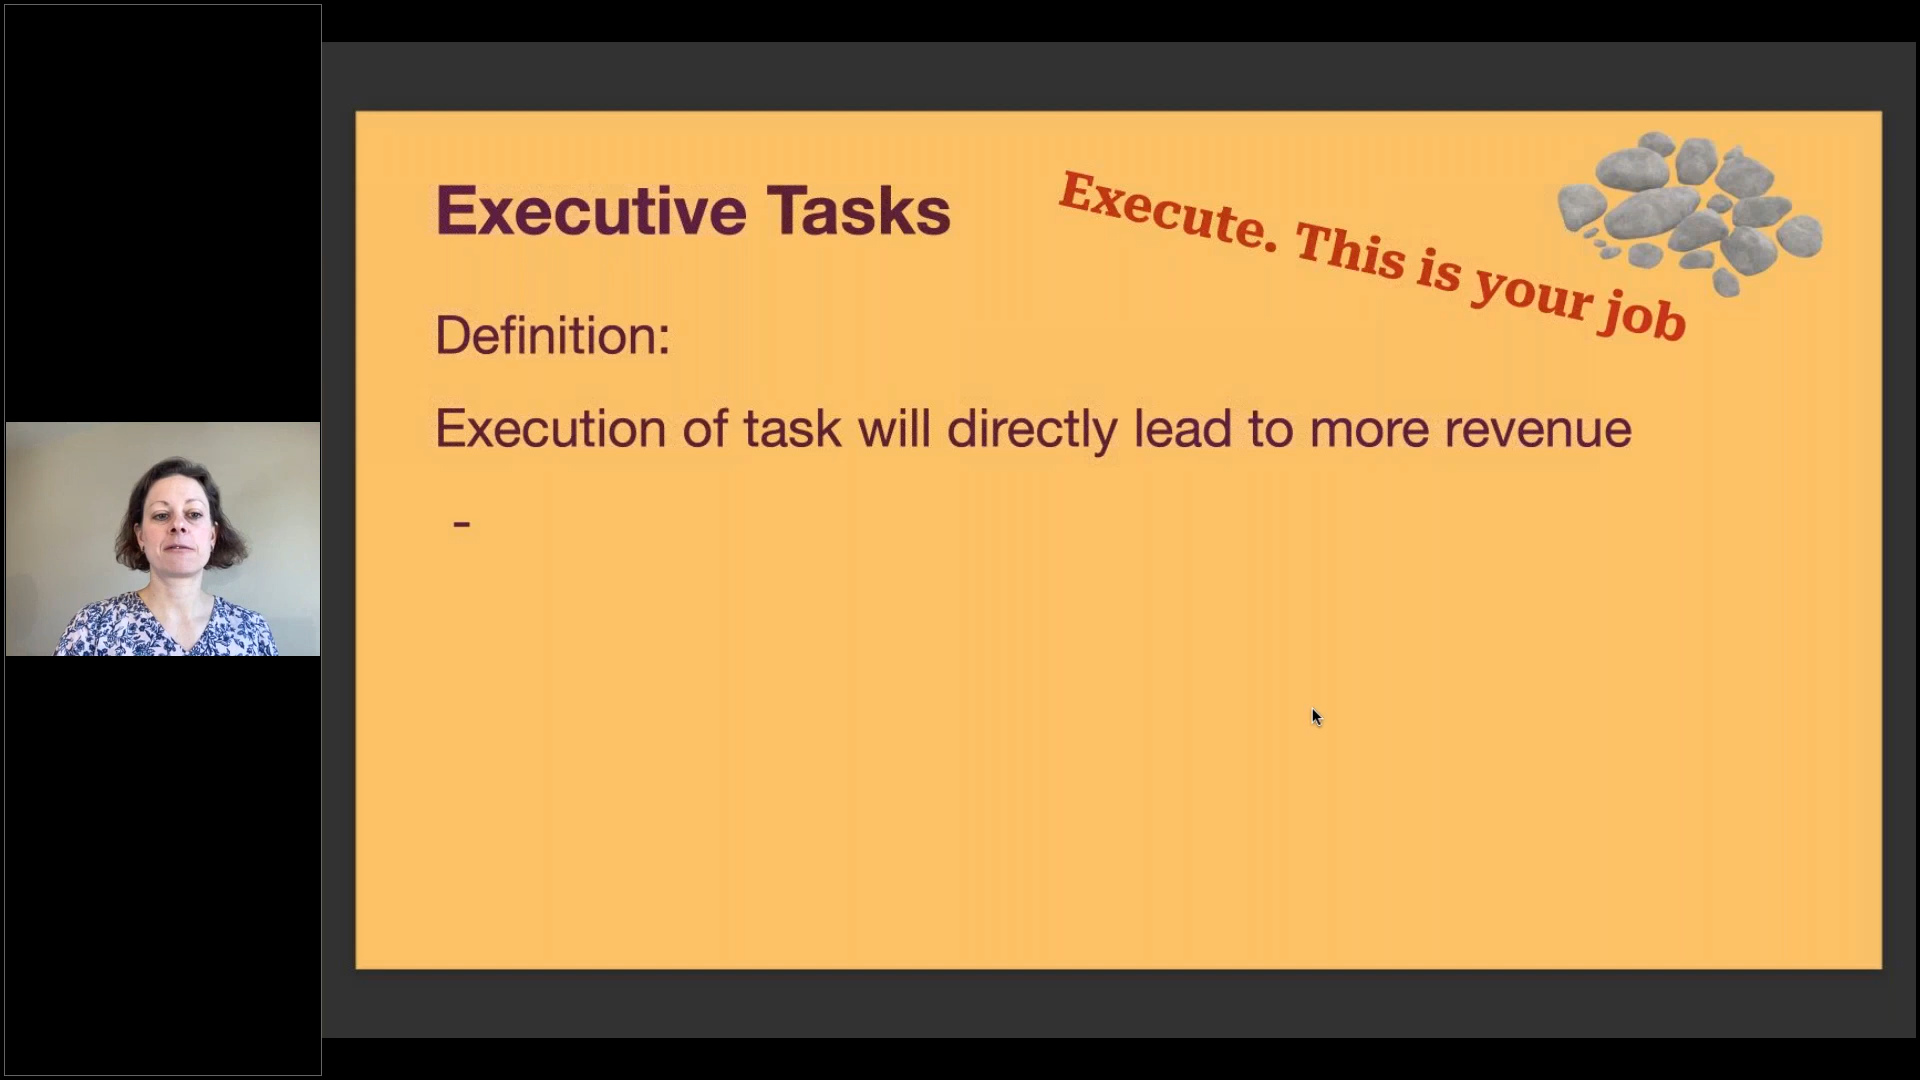 Executive Tasks
Execute. This is your job
Definition:
Execution of task will directly lead to more revenue
-